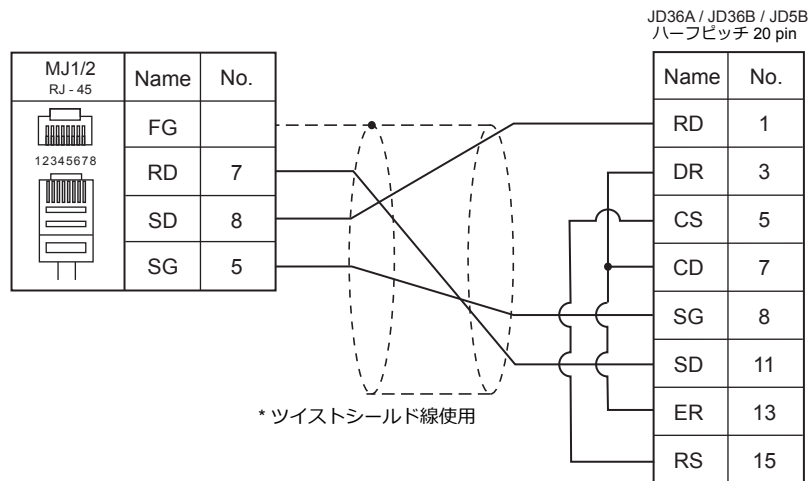 JD36A / JD36B / JD5B
ハーフピッチ 20 pin
MJ1/2
RJ - 45
Name No.
12345678
FG
RD 7
SD 8
SG 5
Name No.
RD 1
DR 3
CS 5
CD 7
SG 8
SD 11
ER 13
RS 15
* ツイストシールド線使用